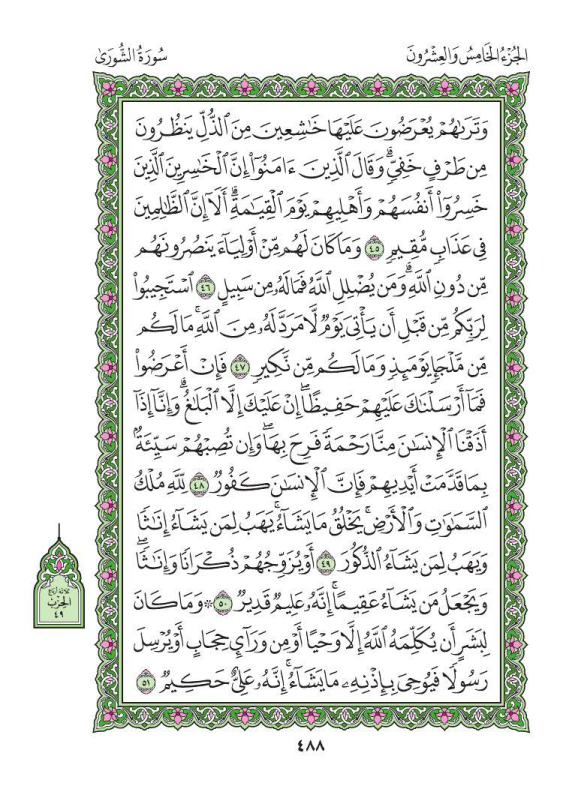 الجُزْءُ الخَامِسُ وَالعِشْرُونَ
سُورَةُ الشُّورَىٰ
وَتَرَىٰهُمْ يُعْرَضُونَ عَلَيْهَا خَٰشِعِينَ مِنَ ٱلذُّلِّ يَنظُرُونَ
مِن طَرْفٍ خَفِيٍّۗ وَقَالَ ٱلَّذِينَ ءَامَنُوٓا۟ إِنَّ ٱلْخَٰسِرِينَ ٱلَّذِينَ
خَسِرُوٓا۟ أَنفُسَهُمْ وَأَهْلِيهِمْ يَوْمَ ٱلْقِيَٰمَةِۗ أَلَآ إِنَّ ٱلظَّٰلِمِينَ
فِى عَذَابٍ مُّقِيمٍ ٤٥ وَمَا كَانَ لَهُم مِّنْ أَوْلِيَآءَ يَنصُرُونَهُم
مِّن دُونِ ٱللَّهِۗ وَمَن يُضْلِلِ ٱللَّهُ فَمَا لَهُۥ مِن سَبِيلٍ ٤٦ ٱسْتَجِيبُوا۟
لِرَبِّكُم مِّن قَبْلِ أَن يَأْتِىَ يَوْمٌ لَّا مَرَدَّ لَهُۥ مِنَ ٱللَّهِۚ مَا لَكُم
مِّن مَّلْجَإٍ يَوْمَئِذٍ وَمَا لَكُم مِّن نَّكِيرٍ ٤٧ فَإِنْ أَعْرَضُوا۟
فَمَآ أَرْسَلْنَٰكَ عَلَيْهِمْ حَفِيظًاۖ إِنْ عَلَيْكَ إِلَّا ٱلْبَلَٰغُۗ وَإِنَّآ إِذَآ
أَذَقْنَا ٱلْإِنسَٰنَ مِنَّا رَحْمَةً فَرِحَ بِهَاۖ وَإِن تُصِبْهُمْ سَيِّئَةٌۢ
بِمَا قَدَّمَتْ أَيْدِيهِمْ فَإِنَّ ٱلْإِنسَٰنَ كَفُورٌ ٤٨ لِّلَّهِ مُلْكُ
ٱلسَّمَٰوَٰتِ وَٱلْأَرْضِۚ يَخْلُقُ مَا يَشَآءُۚ يَهَبُ لِمَن يَشَآءُ إِنَٰثًا
وَيَهَبُ لِمَن يَشَآءُ ٱلذُّكُورَ ٤٩ أَوْ يُزَوِّجُهُمْ ذُكْرَانًا وَإِنَٰثًاۖ
وَيَجْعَلُ مَن يَشَآءُ عَقِيمًاۚ إِنَّهُۥ عَلِيمٌ قَدِيرٌ ٥٠ ۞ وَمَا كَانَ
لِبَشَرٍ أَن يُكَلِّمَهُ ٱللَّهُ إِلَّا وَحْيًا أَوْ مِن وَرَآئِ حِجَابٍ أَوْ يُرْسِلَ
رَسُولًا فَيُوحِىَ بِإِذْنِهِۦ مَا يَشَآءُۚ إِنَّهُۥ عَلِىٌّ حَكِيمٌ ٥١
ثلاثة أرباع
الحزب
٤٩
٤٨٨